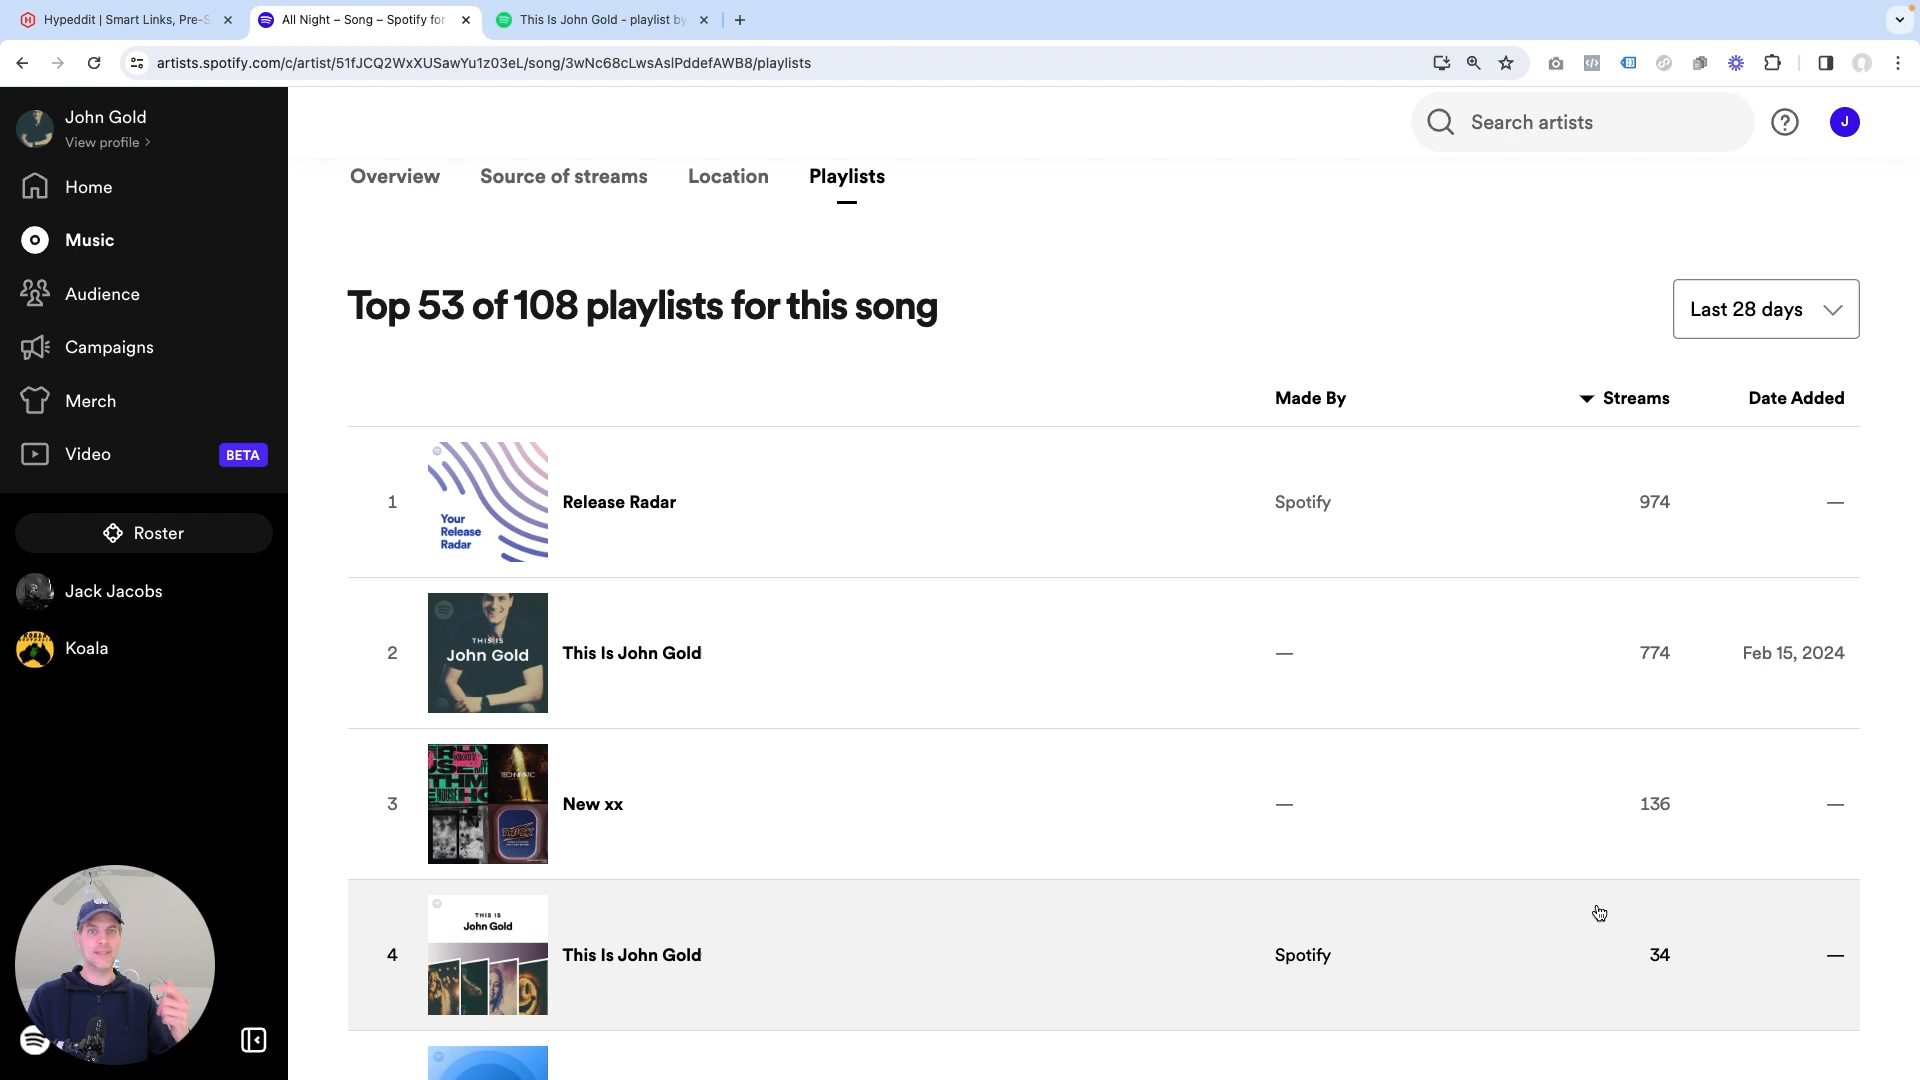 Hypeddit | Smart Links, Pre-S
All Night – Song – Spotify for
This Is John Gold - playlist by
artists.spotify.com/c/artist/51fJCQ2WxXUSawYu1z03eL/song/3wNc68cLwsAsIPddefAWB8/playlists
John Gold
View profile
Search artists
J
Home
Music
Audience
Campaigns
Merch
Video
BETA
Roster
Jack Jacobs
Koala
Overview
Source of streams
Location
Playlists
Top 53 of 108 playlists for this song
Last 28 days
Made By
Streams
Date Added
1
Your
Release
Radar
Release Radar
Spotify
974
—
2
THIS IS
John Gold
This Is John Gold
—
774
Feb 15, 2024
3
New xx
—
136
—
4
THIS IS
John Gold
This Is John Gold
Spotify
34
—